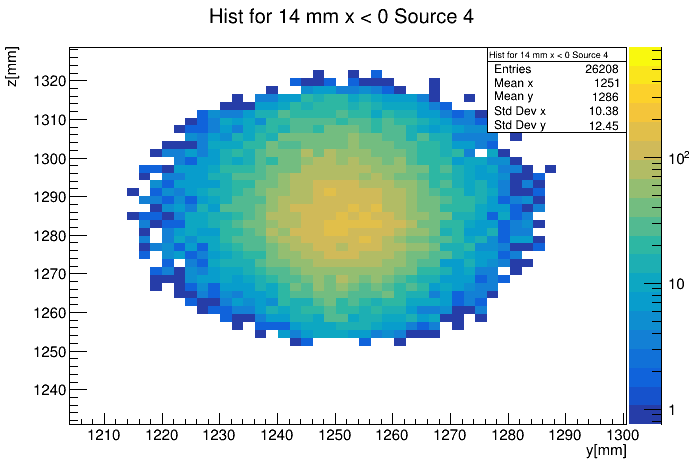 Hist for 14 mm x < 0 Source 4
z[mm]
Hist for 14 mm x < 0 Source 4
Entries 26208
Mean x 1251
Mean y 1286
Std Dev x 10.38
Std Dev y 12.45
1320
1310
1300
1290
1280
1270
1260
1250
1240
10²
10
1
1210 1220 1230 1240 1250 1260 1270 1280 1290 1300
y[mm]